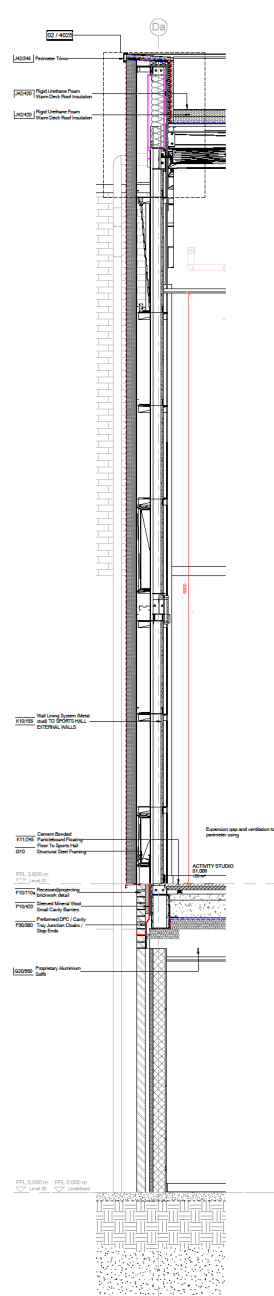 Da
02 / 4025
J42/345 Perimeter Trims
J42/420 Rigid Urethane Foam
Warm Deck Roof Insulation
J42/420 Rigid Urethane Foam
Warm Deck Roof Insulation
Wall Lining System (Metal
K10/155 stud) TO SPORTS HALL
EXTERNAL WALLS
Expansion gap and ventilation to
perimeter using.
Cement Bonded
K11/245 Particleboard Floating
Floor To Sports Hall
G10 Structural Steel Framing
ACTIVITY STUDIO
01.006
FFL 3.600 m
Level 01
F10/110a Recessed/projecting
brickwork detail
P10/420 Sleeved Mineral Wool
Small Cavity Barriers
Preformed DPC / Cavity
F30/380 Tray Junction Cloaks /
Stop Ends
G20/950 Proprietary Aluminium
Soffit
FFL 0.000 m FFL 0.000 m
Level 00 Undefined